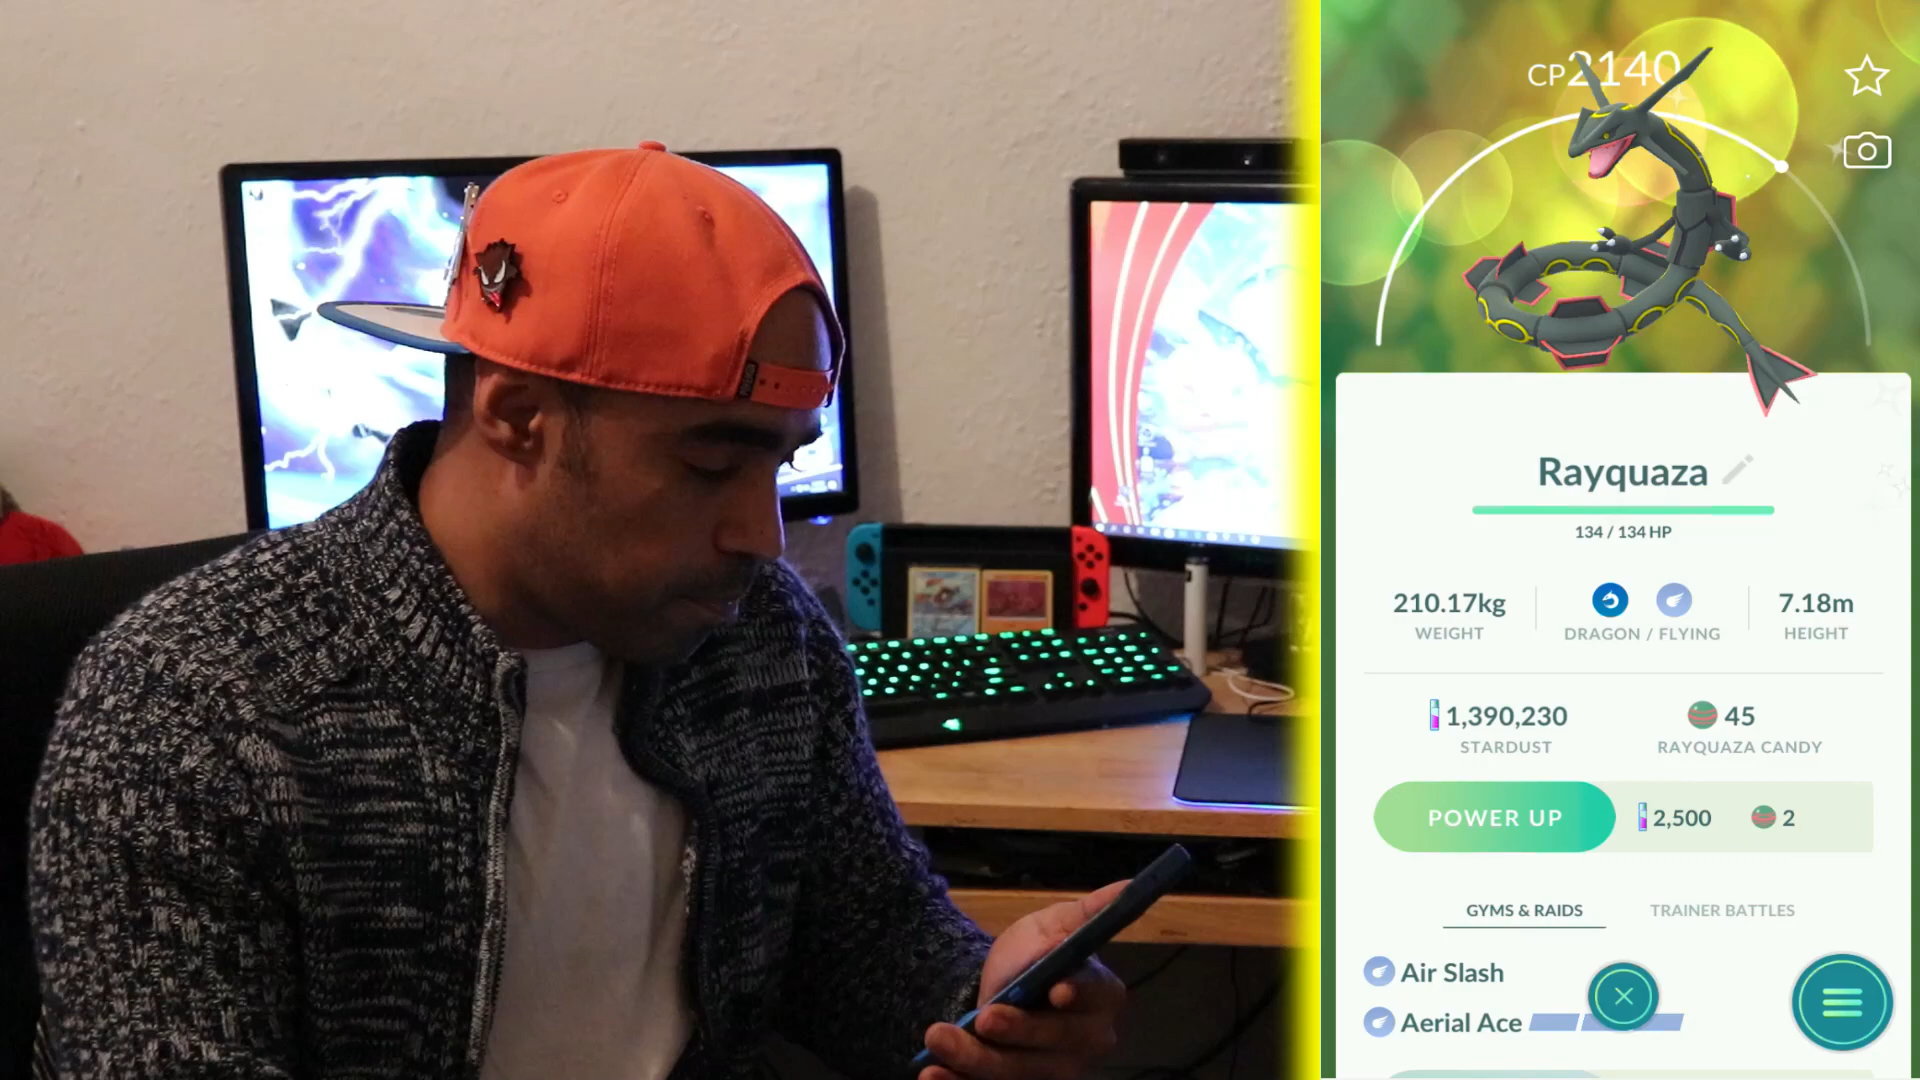 CP2140
Rayquaza
134 / 134 HP
210.17kg
WEIGHT
DRAGON / FLYING
7.18m
HEIGHT
1,390,230
STARDUST
45
RAYQUAZA CANDY
POWER UP
2,500
2
GYMS & RAIDS
TRAINER BATTLES
Air Slash
Aerial Ace